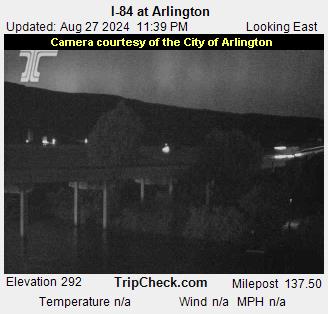 I-84 at Arlington
Updated: Aug 27 2024 11:39 PM Looking East
Camera courtesy of the City of Arlington
Elevation 292 TripCheck.com Milepost 137.50
Temperature n/a Wind n/a MPH n/a